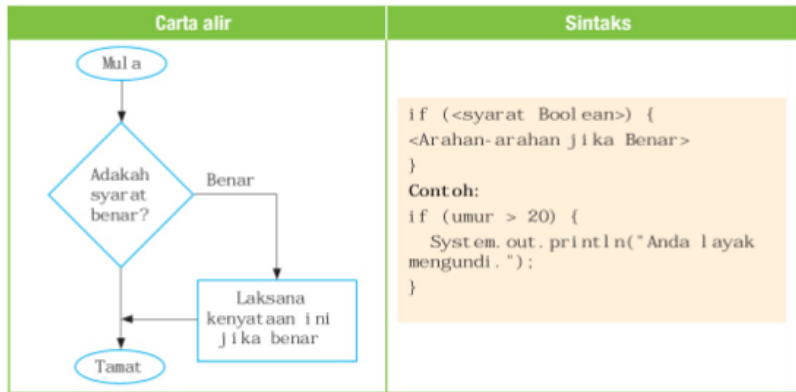 Carta alir
Sintaks
Mula
Adakah
syarat
benar?
Benar
Laksana
kenyataan ini
jika benar
Tamat
if (<syarat Boolean>) {
<Arahan-arahan jika Benar>
}
Contoh:
if (umur > 20) {
System.out.println("Anda layak
mengundi.");
}